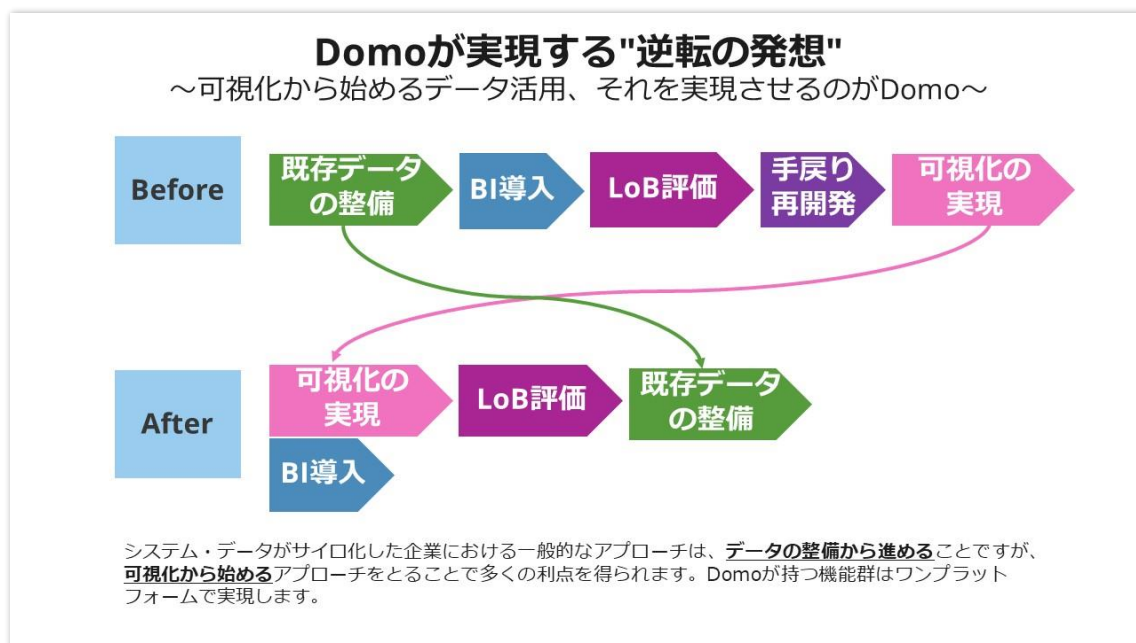 Domoが実現する"逆転の発想"
～可視化から始めるデータ活用、それを実現させるのがDomo～
Before
既存データ
の整備
BI導入
LoB評価
手戻り
再開発
可視化の
実現
After
可視化の
実現
LoB評価
既存データ
の整備
BI導入
システム・データがサイロ化した企業における一般的なアプローチは、データの整備から進めることですが、
可視化から始めるアプローチをとることで多くの利点を得られます。Domoが持つ機能群はワンプラット
フォームで実現します。